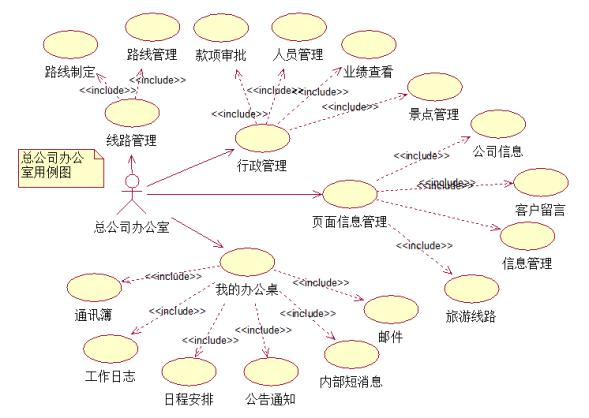 路线管理
款项审批
人员管理
路线制定
业绩查看
<<include>>
<<include>>
<<include>>
<<include>>
<<include>>
<<include>>
景点管理
线路管理
行政管理
公司信息
总公司办公
室用例图
<<include>>
<<include>>
<<include>>
客户留言
总公司办公室
页面信息管理
<<include>>
信息管理
<<include>>
<<include>>
我的办公桌
通讯簿
<<include>>
旅游线路
<<include>>
<<include>>
<<include>>
邮件
工作日志
内部短消息
日程安排
公告通知